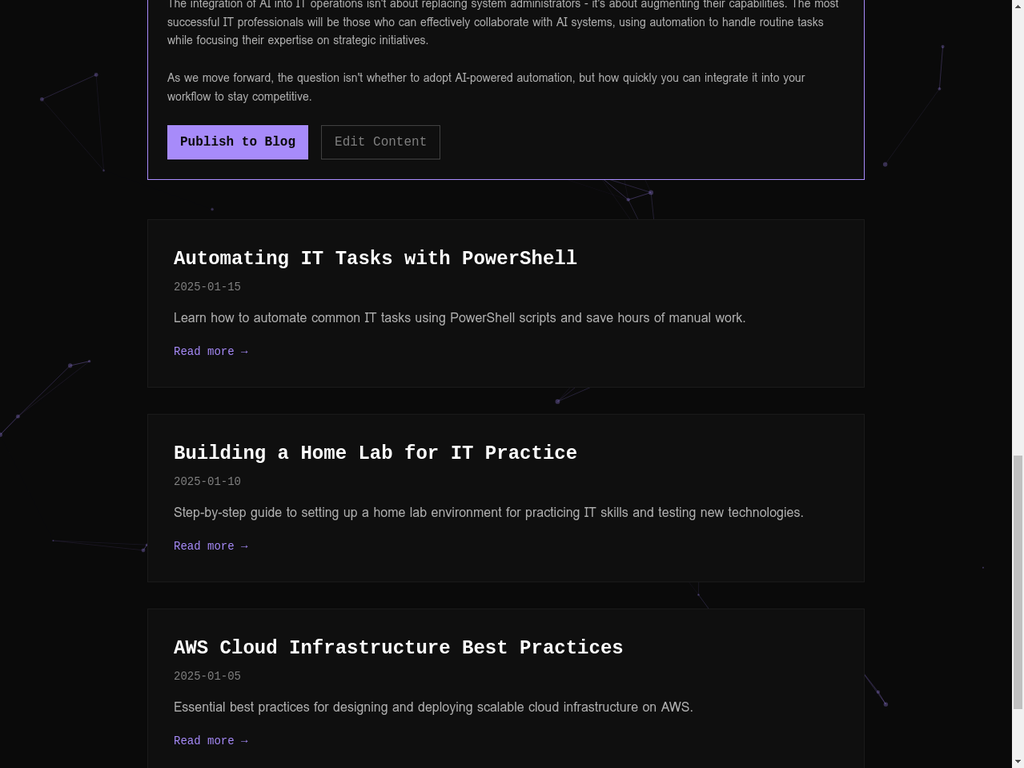 The integration of AI into IT operations isn't about replacing system administrators - it's about augmenting their capabilities. The most
successful IT professionals will be those who can effectively collaborate with AI systems, using automation to handle routine tasks
while focusing their expertise on strategic initiatives.
As we move forward, the question isn't whether to adopt AI-powered automation, but how quickly you can integrate it into your
workflow to stay competitive.
Publish to Blog Edit Content
Automating IT Tasks with PowerShell
2025-01-15
Learn how to automate common IT tasks using PowerShell scripts and save hours of manual work.
Read more →
Building a Home Lab for IT Practice
2025-01-10
Step-by-step guide to setting up a home lab environment for practicing IT skills and testing new technologies.
Read more →
AWS Cloud Infrastructure Best Practices
2025-01-05
Essential best practices for designing and deploying scalable cloud infrastructure on AWS.
Read more →